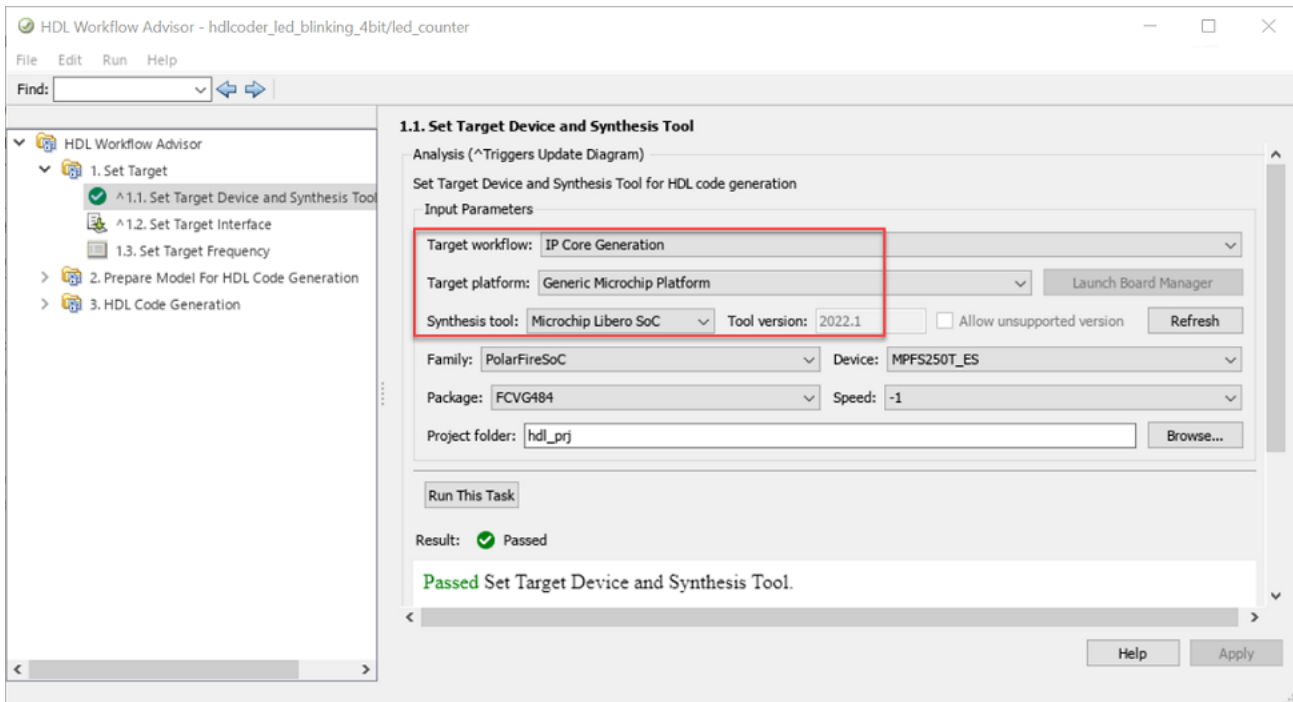 HDL Workflow Advisor - hdlcoder_led_blinking_4bit/led_counter
File Edit Run Help
Find:
HDL Workflow Advisor
1. Set Target
^1.1. Set Target Device and Synthesis Tool
^1.2. Set Target Interface
1.3. Set Target Frequency
2. Prepare Model For HDL Code Generation
3. HDL Code Generation
1.1. Set Target Device and Synthesis Tool
Analysis (^Triggers Update Diagram)
Set Target Device and Synthesis Tool for HDL code generation
Input Parameters
Target workflow: IP Core Generation
Target platform: Generic Microchip Platform Launch Board Manager
Synthesis tool: Microchip Libero SoC Tool version: 2022.1 Allow unsupported version Refresh
Family: PolarFireSoC Device: MPFS250T_ES
Package: FCVG484 Speed: -1
Project folder: hdl_prj Browse...
Run This Task
Result: Passed
Passed Set Target Device and Synthesis Tool.
Help Apply